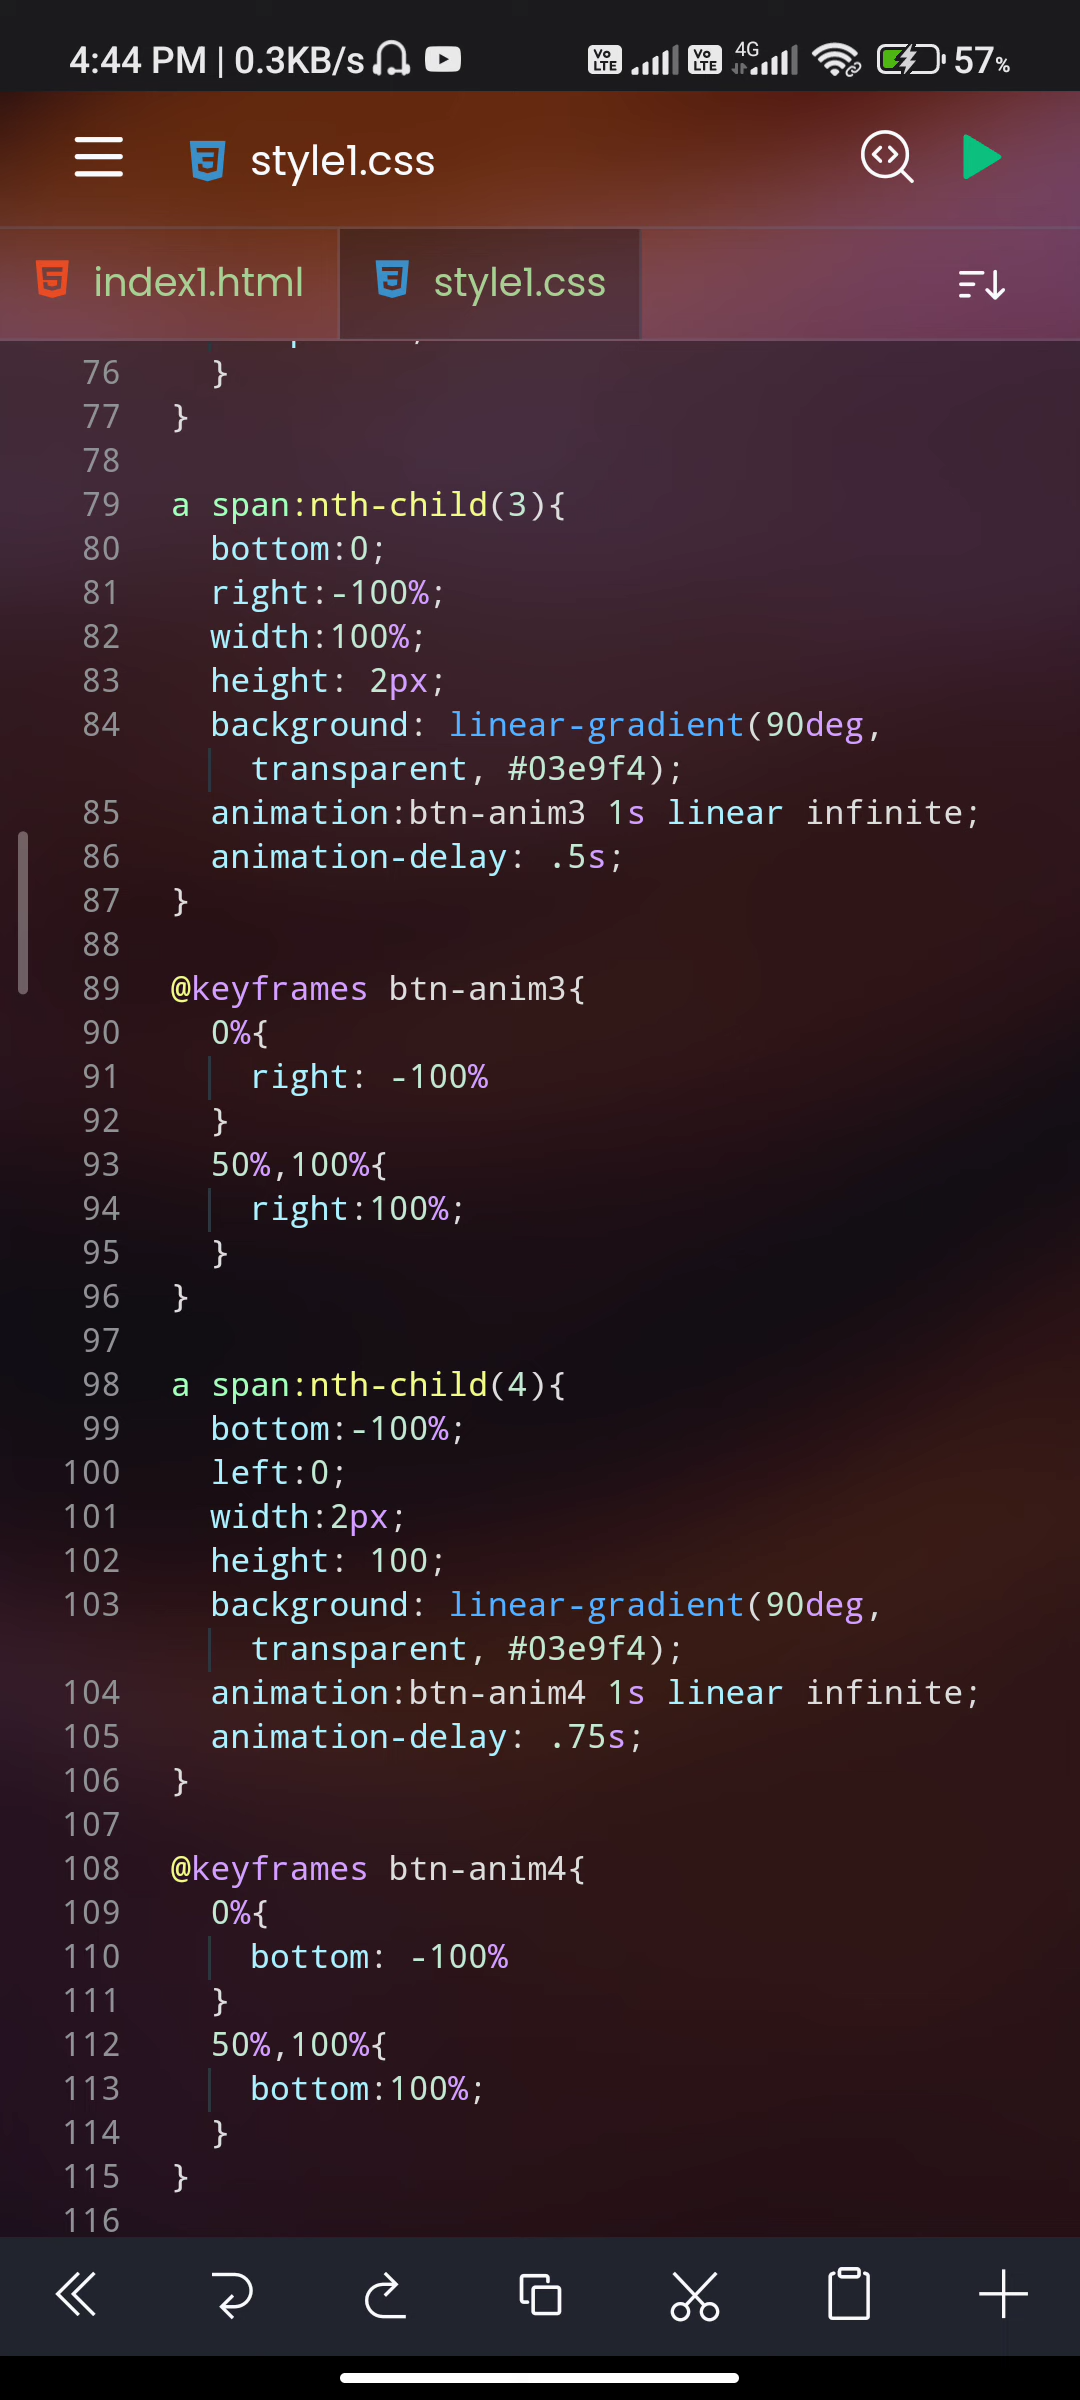 4:44 PM | 0.3KB/s Vo LTE Vo LTE 4G 57%
style1.css
index1.html style1.css
76 }
77 }
78
79 a span:nth-child(3){
80 bottom:0;
81 right:-100%;
82 width:100%;
83 height: 2px;
84 background: linear-gradient(90deg,
transparent, #03e9f4);
85 animation:btn-anim3 1s linear infinite;
86 animation-delay: .5s;
87 }
88
89 @keyframes btn-anim3{
90 0%{
91 right: -100%
92 }
93 50%,100%{
94 right:100%;
95 }
96 }
97
98 a span:nth-child(4){
99 bottom:-100%;
100 left:0;
101 width:2px;
102 height: 100;
103 background: linear-gradient(90deg,
transparent, #03e9f4);
104 animation:btn-anim4 1s linear infinite;
105 animation-delay: .75s;
106 }
107
108 @keyframes btn-anim4{
109 0%{
110 bottom: -100%
111 }
112 50%,100%{
113 bottom:100%;
114 }
115 }
116